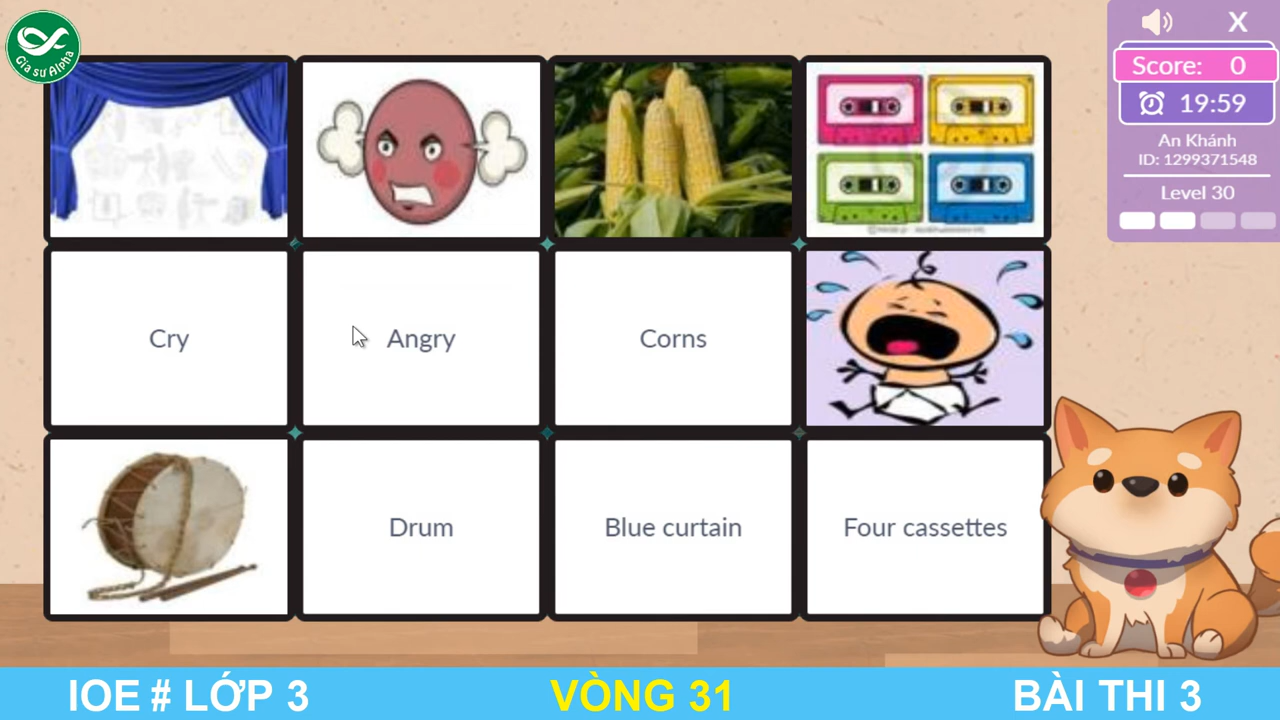 Gia sư Alpha
X
Score: 0
19:59
An Khánh
ID: 1299371548
Level 30
Cry
Angry
Corns
Drum
Blue curtain
Four cassettes
IOE # LỚP 3
VÒNG 31
BÀI THI 3